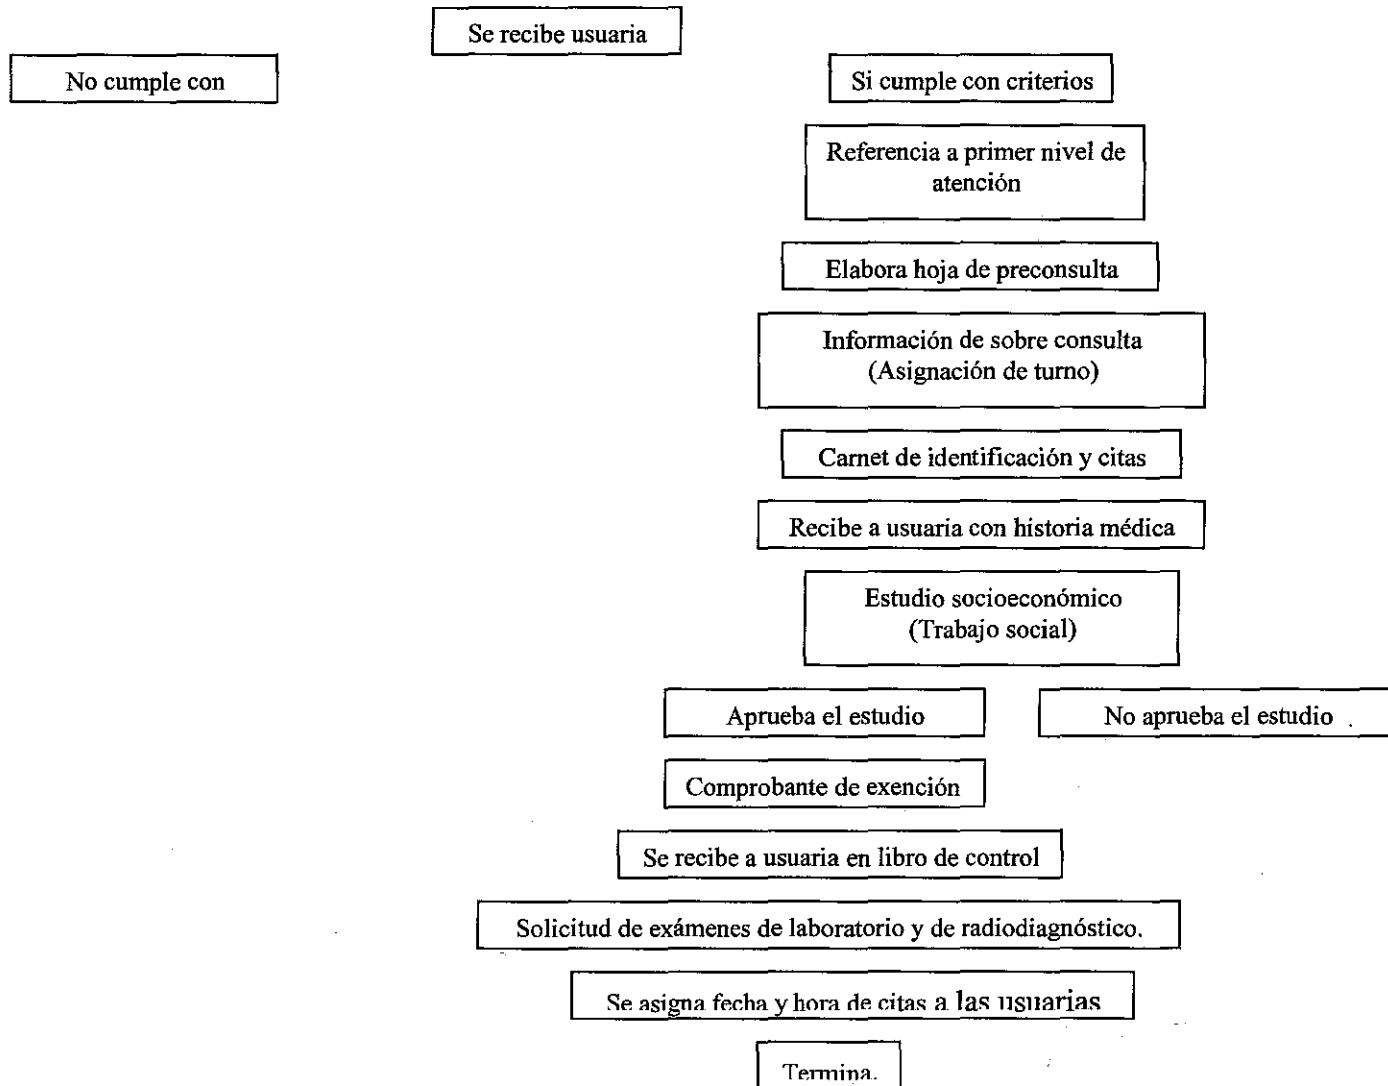 Se recibe usuaria
No cumple con
Si cumple con criterios
Referencia a primer nivel de
atención
Elabora hoja de preconsulta
Información de sobre consulta
(Asignación de turno)
Carnet de identificación y citas
Recibe a usuaria con historia médica
Estudio socioeconómico
(Trabajo social)
Aprueba el estudio
No aprueba el estudio
Comprobante de exención
Se recibe a usuaria en libro de control
Solicitud de exámenes de laboratorio y de radiodiagnóstico.
Se asigna fecha y hora de citas a las usuarias
Termina.